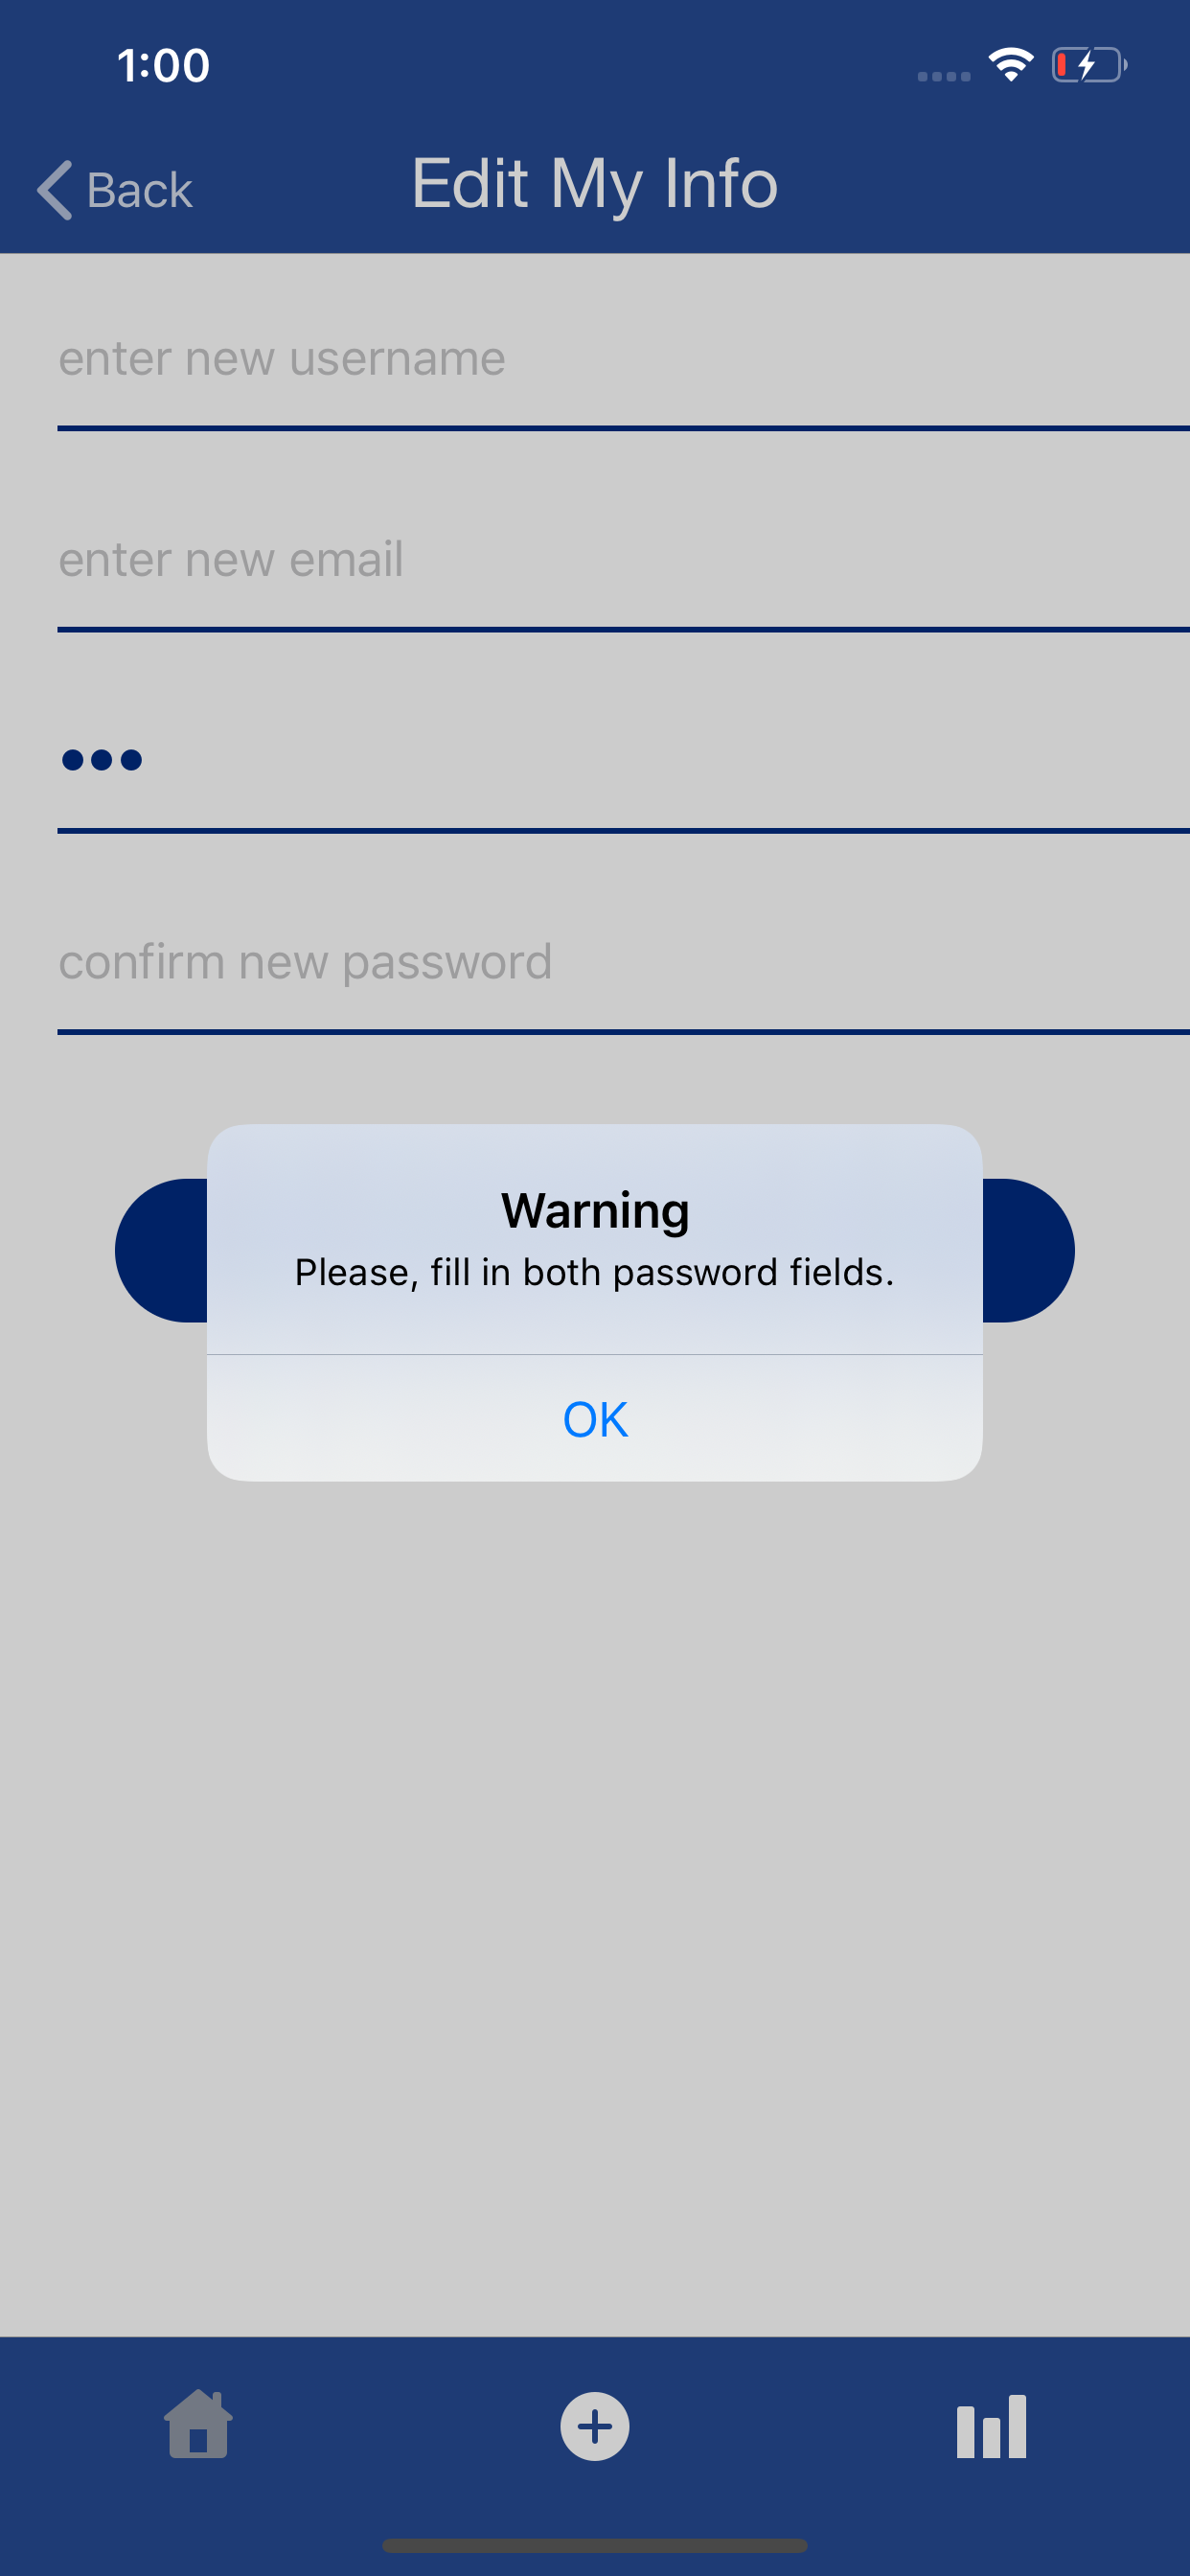 1:00
Back
Edit My Info
enter new username
enter new email
•••
confirm new password
Warning
Please, fill in both password fields.
OK